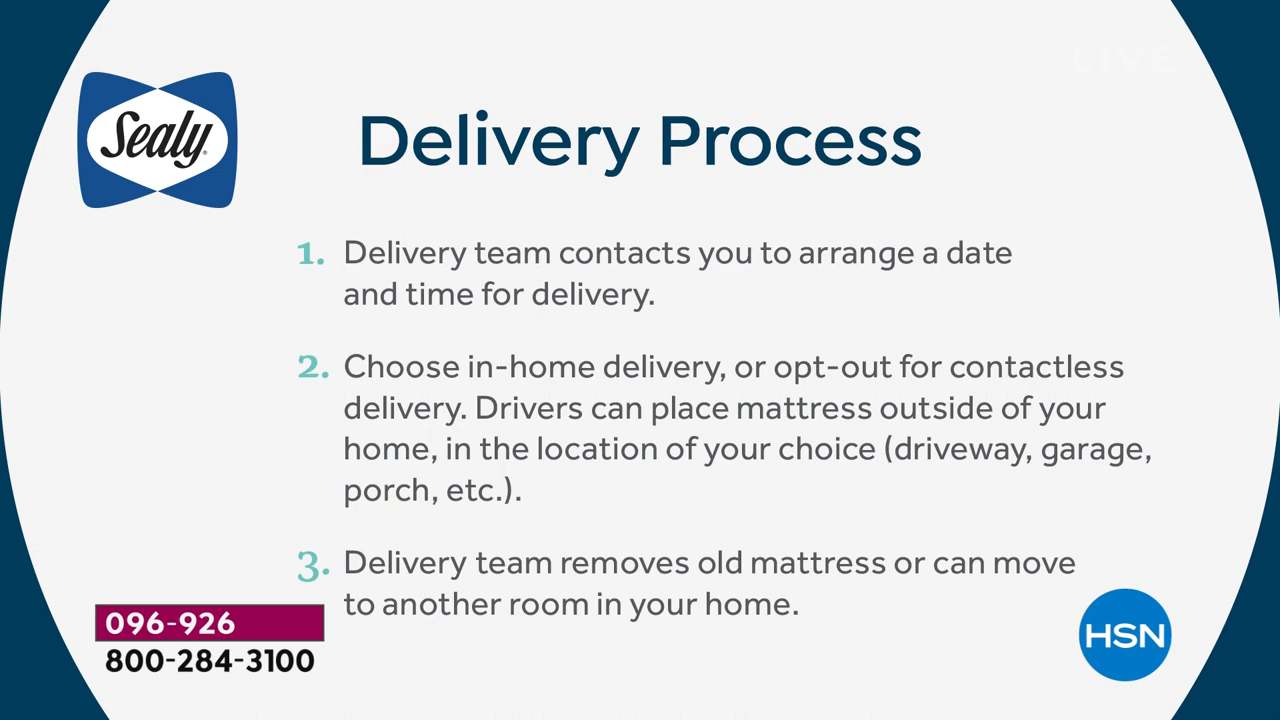 LIVE
Sealy
Delivery Process
1. Delivery team contacts you to arrange a date
and time for delivery.
2. Choose in-home delivery, or opt-out for contactless
delivery. Drivers can place mattress outside of your
home, in the location of your choice (driveway, garage,
porch, etc.).
3. Delivery team removes old mattress or can move
to another room in your home.
096-926
800-284-3100
HSN